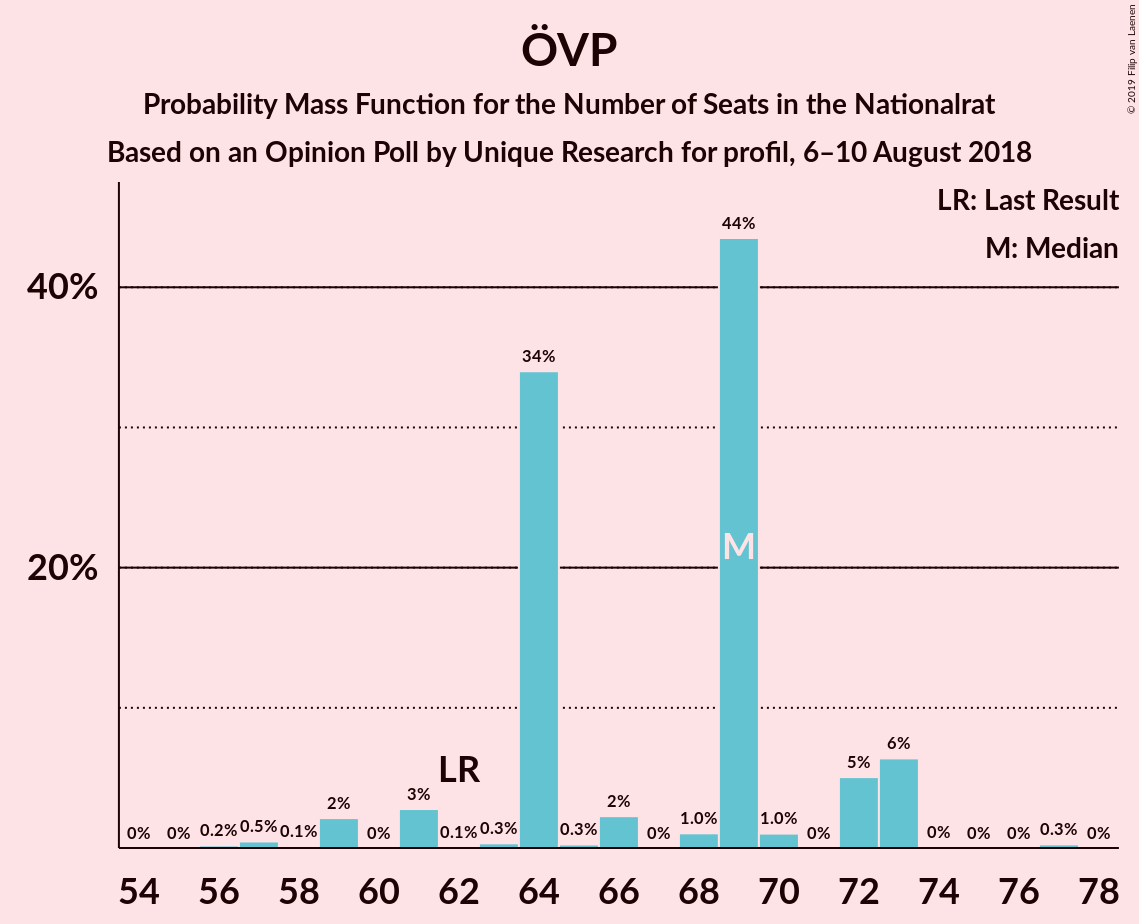 ÖVP
Probability Mass Function for the Number of Seats in the Nationalrat
Based on an Opinion Poll by Unique Research for profil, 6–10 August 2018
© 2019 Filip van Laenen
LR: Last Result
M: Median
40%
20%
0% 0% 0.2% 0.5% 0.1% 2% 0% 3% 0.1% 0.3% 34% 0.3% 2% 0% 1.0% 44% 1.0% 0% 5% 6% 0% 0% 0% 0.3% 0%
LR
M
54 56 58 60 62 64 66 68 70 72 74 76 78